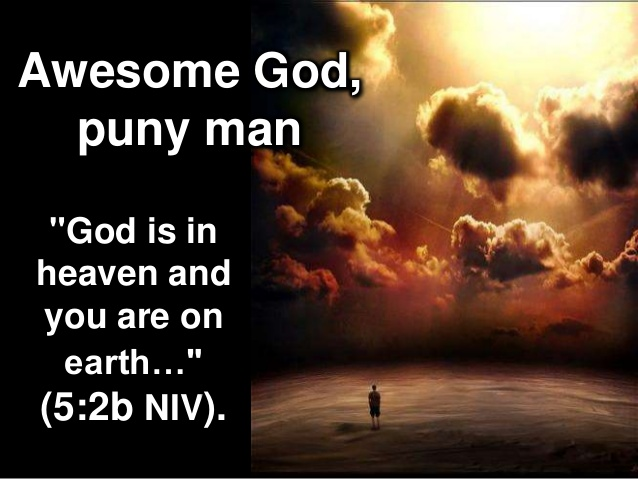 Awesome God,
puny man
"God is in
heaven and
you are on
earth…"
(5:2b NIV).